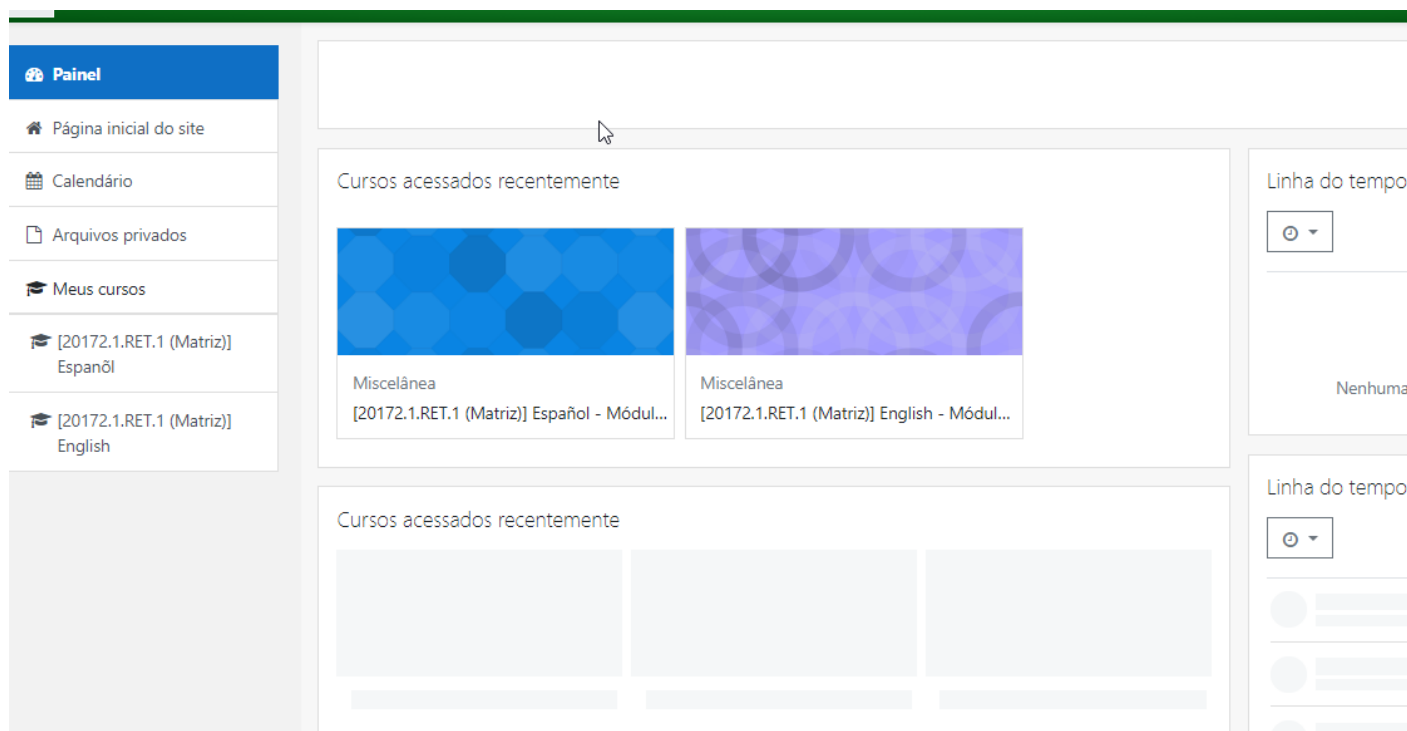 Painel
Página inicial do site
Calendário
Arquivos privados
Meus cursos
[20172.1.RET.1 (Matriz)]
Espanõl
[20172.1.RET.1 (Matriz)]
English
Cursos acessados recentemente
Miscelânea
[20172.1.RET.1 (Matriz)] Español - Módul...
Miscelânea
[20172.1.RET.1 (Matriz)] English - Módul...
Cursos acessados recentemente
Linha do tempo
Nenhuma
Linha do tempo